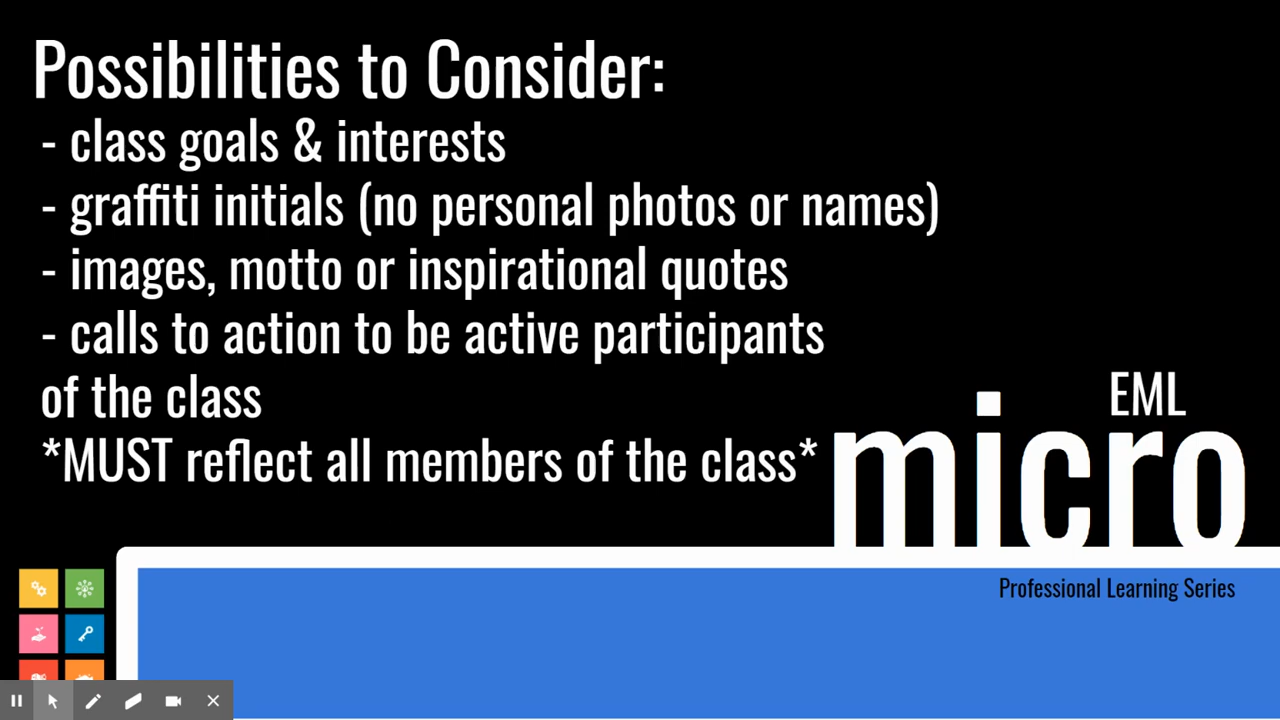 Possibilities to Consider:
- class goals & interests
- graffiti initials (no personal photos or names)
- images, motto or inspirational quotes
- calls to action to be active participants
of the class
*MUST reflect all members of the class*
EML
micro
Professional Learning Series